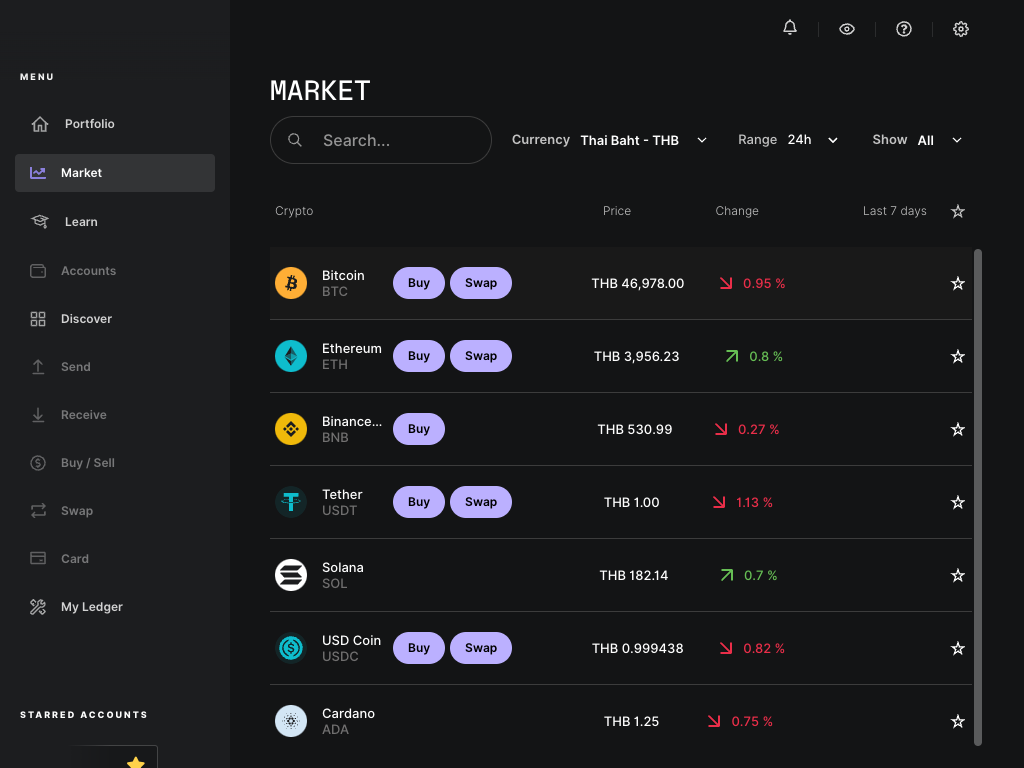 MENU
Portfolio
Market
Learn
Accounts
Discover
Send
Receive
Buy / Sell
Swap
Card
My Ledger
STARRED ACCOUNTS
MARKET
Search...
Currency Thai Baht - THB
Range 24h
Show All
Crypto Price Change Last 7 days
Bitcoin
BTC
Buy Swap THB 46,978.00 0.95 %
Ethereum
ETH
Buy Swap THB 3,956.23 0.8 %
Binance...
BNB
Buy THB 530.99 0.27 %
Tether
USDT
Buy Swap THB 1.00 1.13 %
Solana
SOL
THB 182.14 0.7 %
USD Coin
USDC
Buy Swap THB 0.999438 0.82 %
Cardano
ADA
THB 1.25 0.75 %